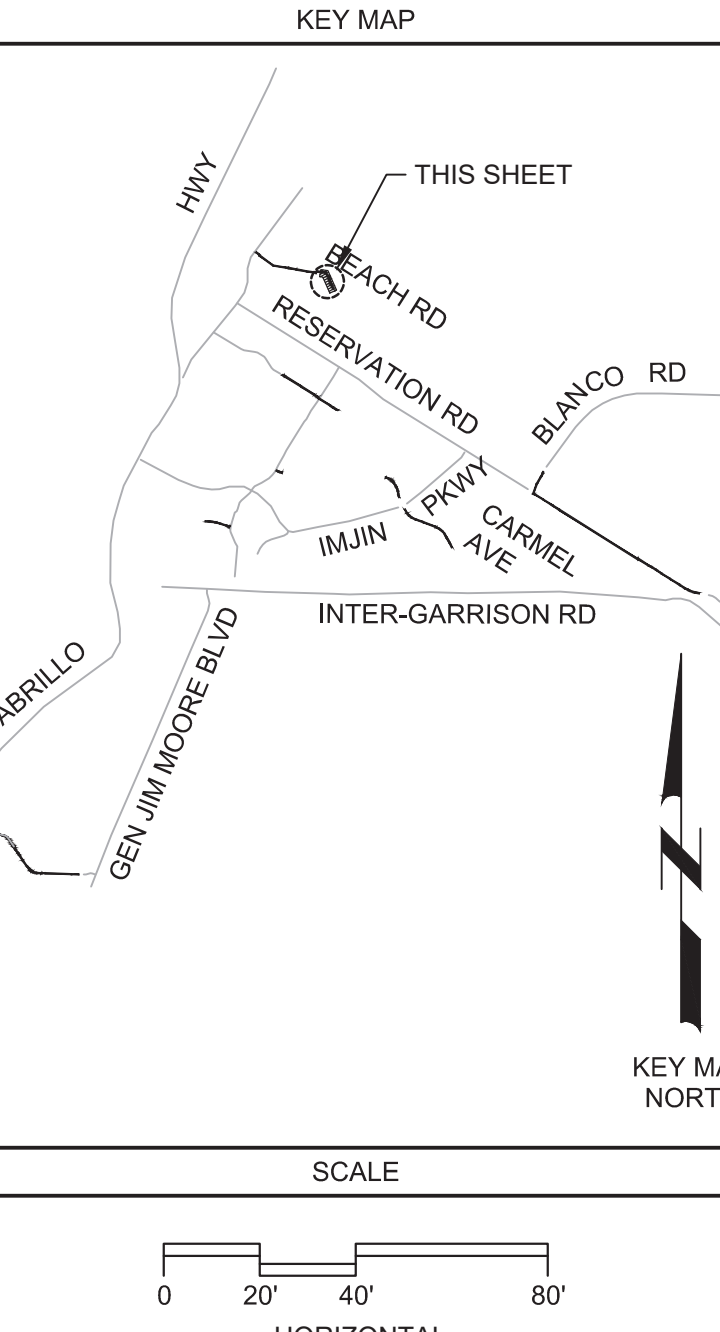 KEY MAP
HWY
THIS SHEET
BEACH RD
RESERVATION RD
BLANCO RD
PKWY
IMJIN
CARMEL
AVE
INTER-GARRISON RD
ABRILLO
GEN JIM MOORE BLVD
N
KEY MA
NORT
SCALE
0 20' 40' 80'
HORIZONTAL